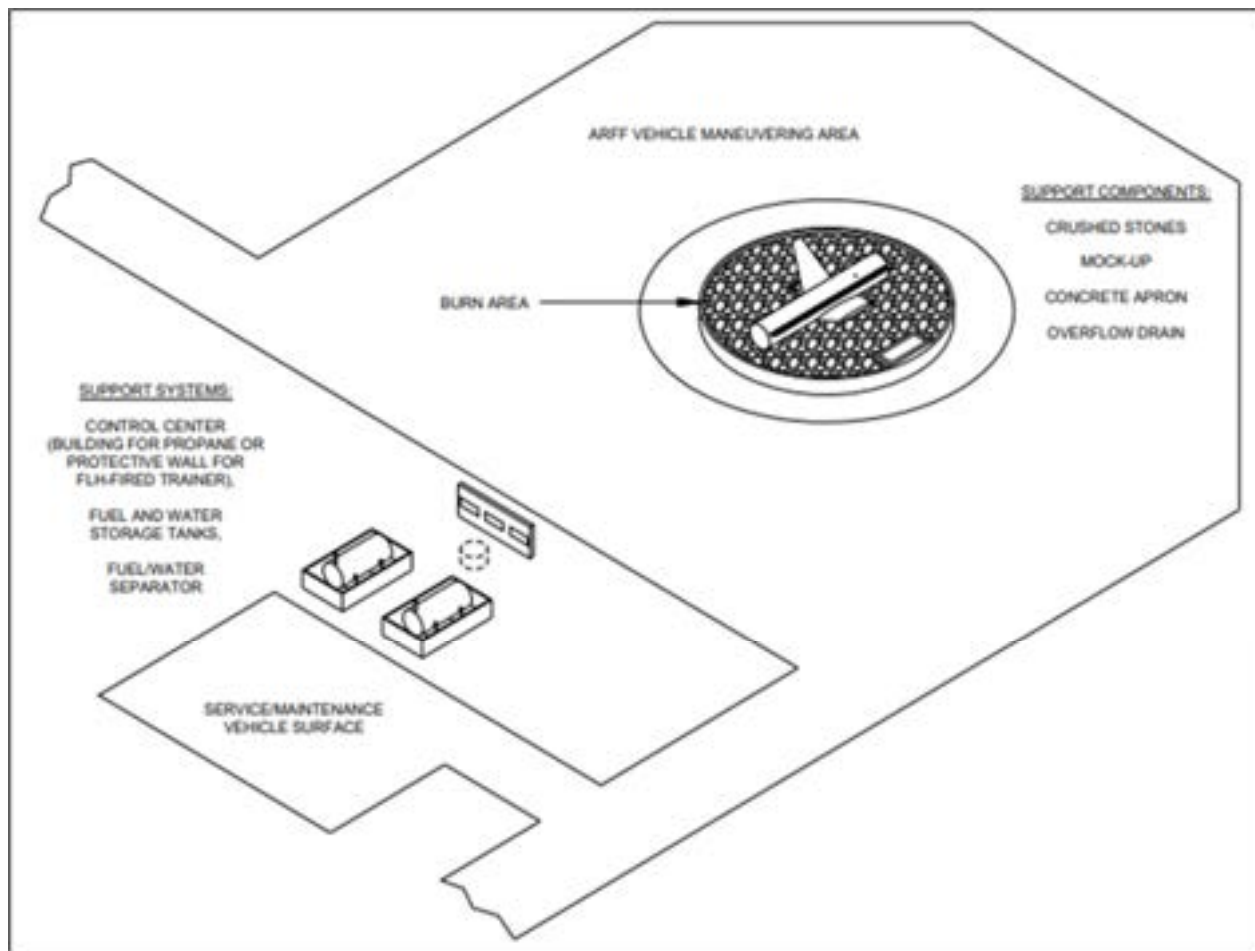 ARFF VEHICLE MANEUVERING AREA
SUPPORT COMPONENTS:
CRUSHED STONES
MOCK-UP
CONCRETE APRON
OVERFLOW DRAIN
BURN AREA
SUPPORT SYSTEMS:
CONTROL CENTER
(BUILDING FOR PROPANE OR
PROTECTIVE WALL FOR
FLH-FIRED TRAINER),
FUEL AND WATER
STORAGE TANKS,
FUEL/WATER
SEPARATOR
SERVICE/MAINTENANCE
VEHICLE SURFACE